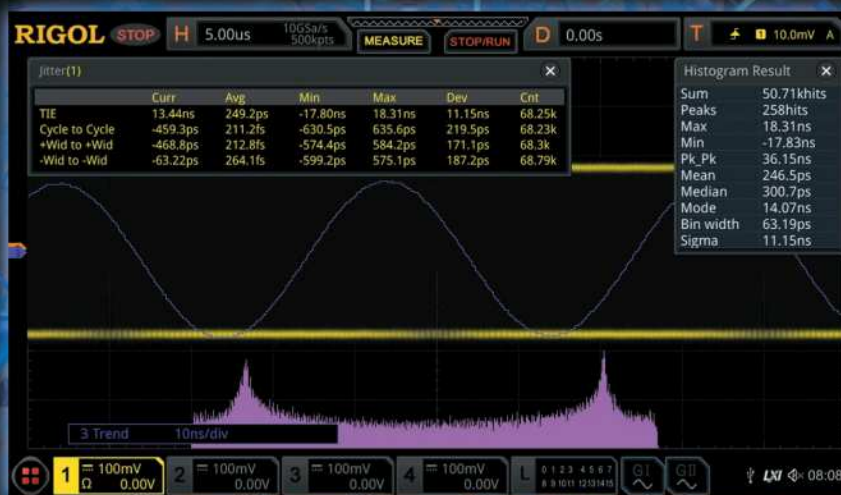 RIGOL STOP H 5.00us 10GSa/s
500kpts MEASURE STOP/RUN D 0.00s T 1 10.0mV A
Jitter(1)
Curr Avg Min Max Dev Cnt
TIE 13.44ns 249.2ps -17.80ns 18.31ns 11.15ns 68.25k
Cycle to Cycle -459.3ps 211.2fs -630.5ps 635.6ps 219.5ps 68.23k
+Wid to +Wid -468.8ps 212.8fs -574.4ps 584.2ps 171.1ps 68.3k
-Wid to -Wid -63.22ps 264.1fs -599.2ps 575.1ps 187.2ps 68.79k
Histogram Result
Sum 50.71khits
Peaks 258hits
Max 18.31ns
Min -17.83ns
Pk_Pk 36.15ns
Mean 246.5ps
Median 300.7ps
Mode 14.07ns
Bin width 63.19ps
Sigma 11.15ns
3 Trend 10ns/div
1 100mV
Ω 0.00V
2 100mV
0.00V
3 100mV
0.00V
4 100mV
0.00V
L 0 1 2 3 4 5 6 7
8 9 10 11 12 13 14 15
GI GII LXI 08:08